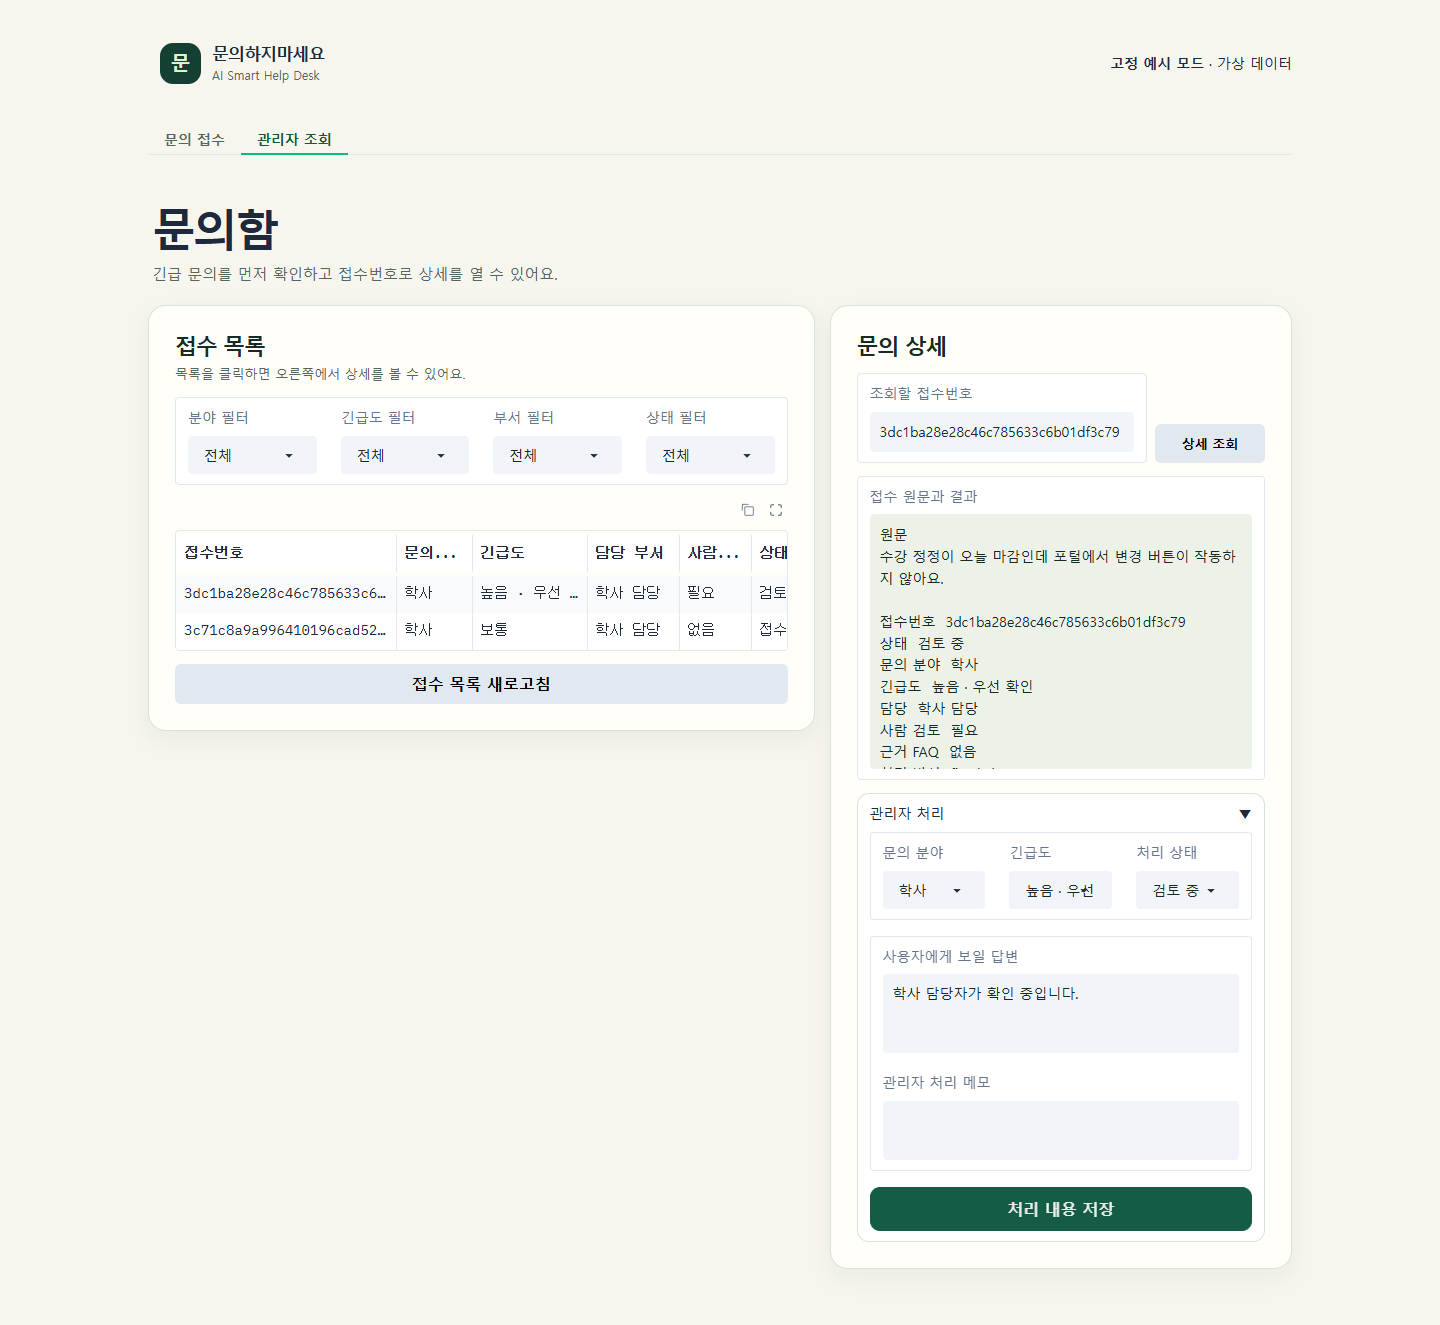 문
문의하지마세요
AI Smart Help Desk
고정 예시 모드 · 가상 데이터
문의 접수
관리자 조회
문의함
긴급 문의를 먼저 확인하고 접수번호로 상세를 열 수 있어요.
접수 목록
목록을 클릭하면 오른쪽에서 상세를 볼 수 있어요.
분야 필터
긴급도 필터
부서 필터
상태 필터
전체
전체
전체
전체
접수번호
문의...
긴급도
담당 부서
사람...
상태
3dc1ba28e28c46c785633c6…
학사
높음 · 우선 …
학사 담당
필요
검토
3c71c8a9a996410196cad52…
학사
보통
학사 담당
없음
접수
접수 목록 새로고침
문의 상세
조회할 접수번호
3dc1ba28e28c46c785633c6b01df3c79
상세 조회
접수 원문과 결과
원문
수강 정정이 오늘 마감인데 포털에서 변경 버튼이 작동하
지 않아요.
접수번호 3dc1ba28e28c46c785633c6b01df3c79
상태 검토 중
문의 분야 학사
긴급도 높음 · 우선 확인
담당 학사 담당
사람 검토 필요
근거 FAQ 없음
관리자 처리
문의 분야
긴급도
처리 상태
학사
높음 · 우선
검토 중
사용자에게 보일 답변
학사 담당자가 확인 중입니다.
관리자 처리 메모
처리 내용 저장